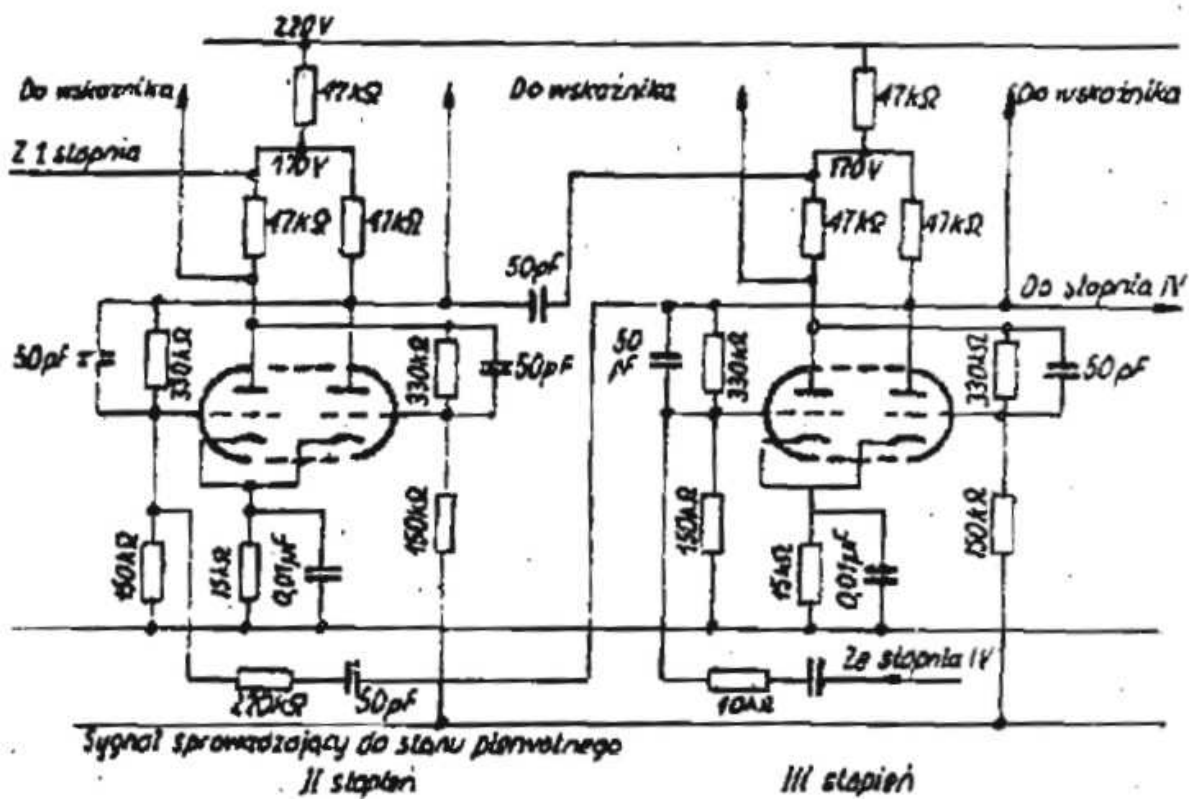 220V
47kΩ
47kΩ
Do wskaźnika
Do wskaźnika
Do wskaźnika
Z 1 stopnia
170V
170V
47kΩ
47kΩ
47kΩ
47kΩ
50pF
Do stopnia IV
50pF
330kΩ
330kΩ
50pF
50
pF
330kΩ
330kΩ
50pF
150kΩ
15kΩ
0,01μF
150kΩ
150kΩ
15kΩ
0,01μF
150kΩ
Ze stopnia IV
270kΩ
50pF
10kΩ
Sygnał sprowadzający do stanu pierwotnego
II stopień
III stopień